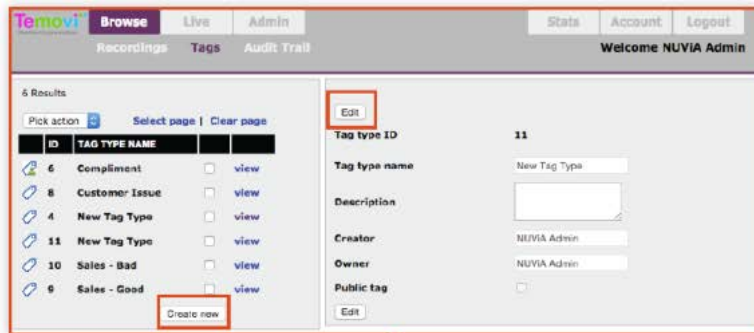 Temovi
Browse Live Admin Stats Account Logout
Recordings Tags Audit Trail Welcome NUViA Admin
6 Results
Pick action Select page | Clear page
ID TAG TYPE NAME
6 Compliment view
8 Customer Issue view
4 New Tag Type view
11 New Tag Type view
10 Sales - Bad view
9 Sales - Good view
Create new
Edit
Tag type ID 11
Tag type name New Tag Type
Description
Creator NUViA Admin
Owner NUViA Admin
Public tag
Edit